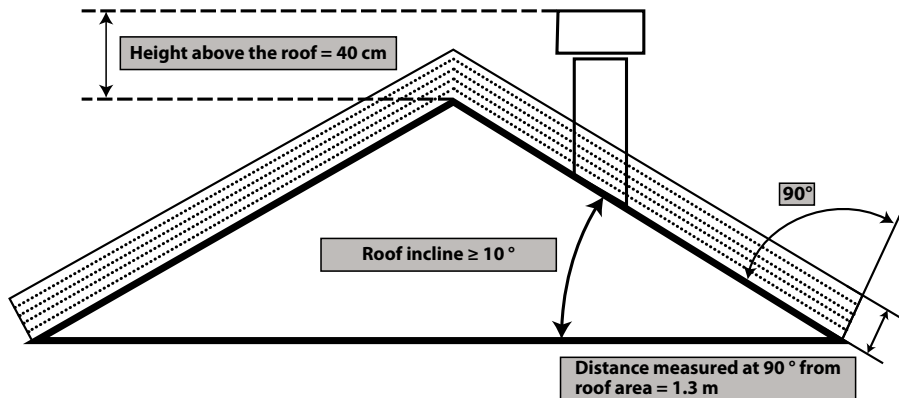 Height above the roof = 40 cm
90°
Roof incline ≥ 10 °
Distance measured at 90 ° from
roof area = 1.3 m